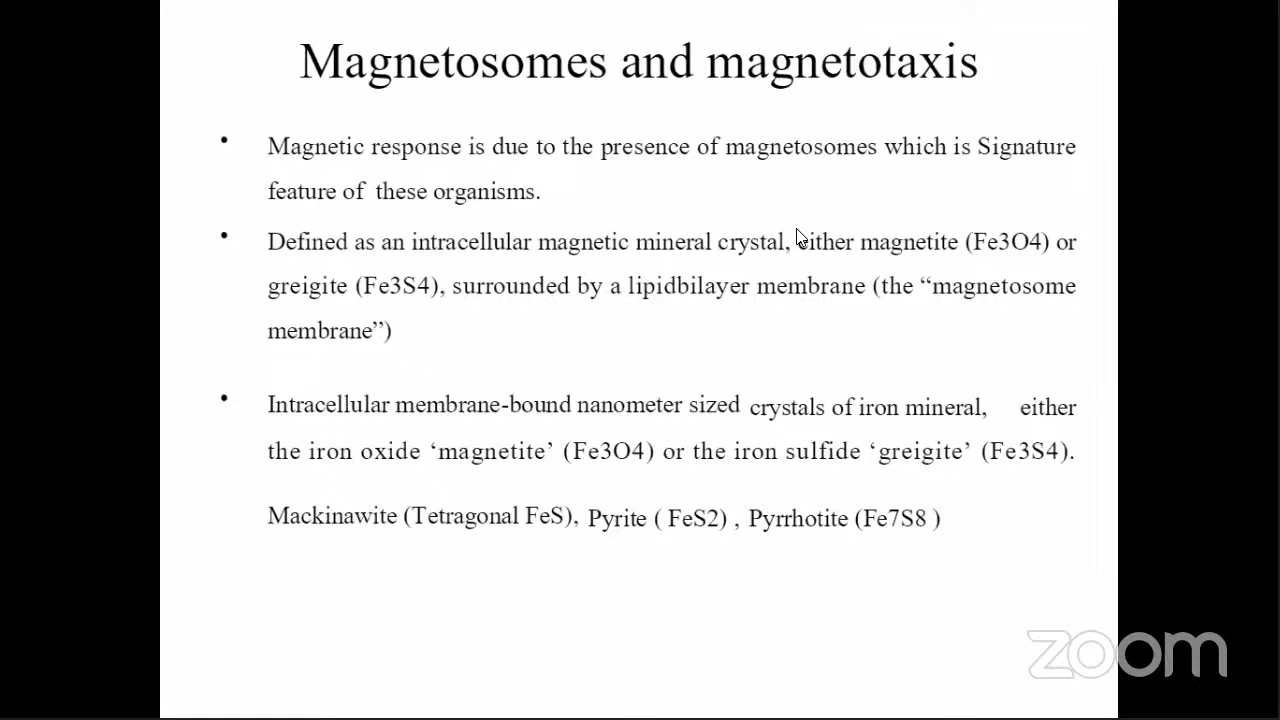 Magnetosomes and magnetotaxis
• Magnetic response is due to the presence of magnetosomes which is Signature
feature of these organisms.
• Defined as an intracellular magnetic mineral crystal, either magnetite (Fe3O4) or
greigite (Fe3S4), surrounded by a lipidbilayer membrane (the “magnetosome
membrane”)
• Intracellular membrane-bound nanometer sized crystals of iron mineral, either
the iron oxide ‘magnetite’ (Fe3O4) or the iron sulfide ‘greigite’ (Fe3S4).
Mackinawite (Tetragonal FeS), Pyrite ( FeS2) , Pyrrhotite (Fe7S8 )
zoom